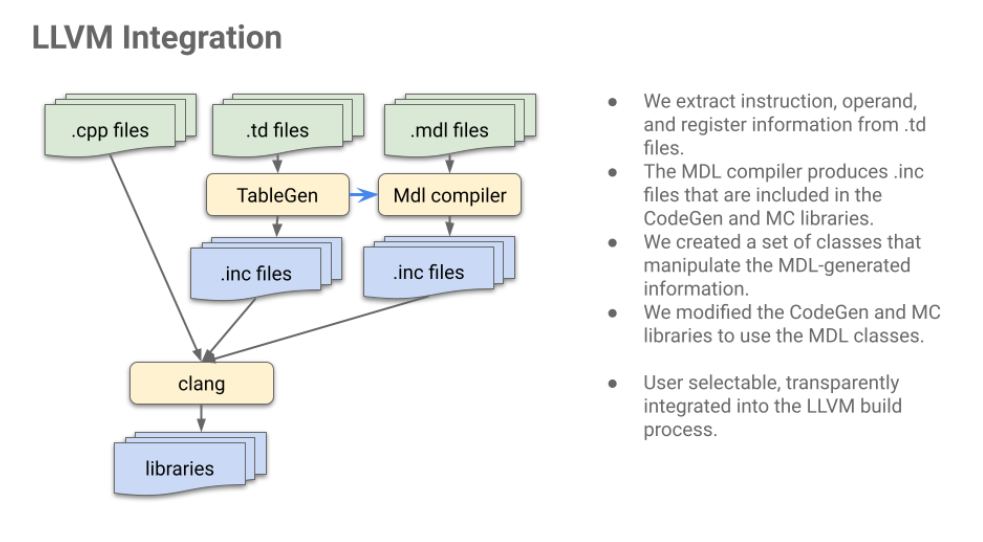 LLVM Integration
.cpp files
.td files
.mdl files
TableGen
Mdl compiler
.inc files
.inc files
clang
libraries
● We extract instruction, operand,
and register information from .td
files.
● The MDL compiler produces .inc
files that are included in the
CodeGen and MC libraries.
● We created a set of classes that
manipulate the MDL-generated
information.
● We modified the CodeGen and MC
libraries to use the MDL classes.
● User selectable, transparently
integrated into the LLVM build
process.